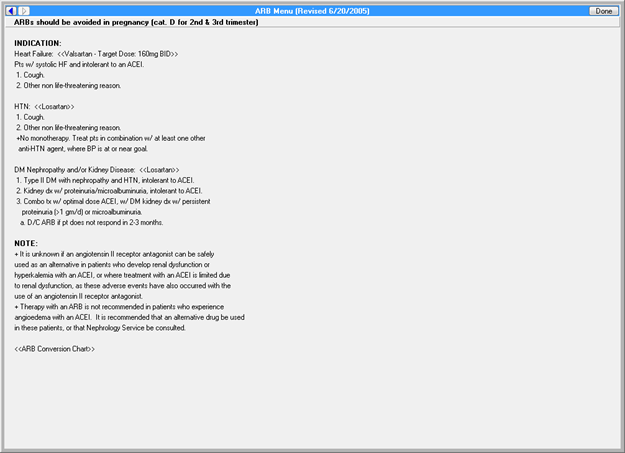 ARB Menu (Revised 6/20/2005)
Done
ARBs should be avoided in pregnancy (cat. D for 2nd & 3rd trimester)
INDICATION:
Heart Failure: <<Valsartan - Target Dose: 160mg BID>>
Pts w/ systolic HF and intolerant to an ACEI.
1. Cough.
2. Other non life-threatening reason.
HTN: <<Losartan>>
1. Cough.
2. Other non life-threatening reason.
+No monotherapy. Treat pts in combination w/ at least one other
anti-HTN agent, where BP is at or near goal.
DM Nephropathy and/or Kidney Disease: <<Losartan>>
1. Type II DM with nephropathy and HTN, intolerant to ACEI.
2. Kidney dx w/ proteinuria/microalbuminuria, intolerant to ACEI.
3. Combo tx w/ optimal dose ACEI, w/ DM kidney dx w/ persistent
proteinuria (>1 gm/d) or microalbuminuria.
a. D/C ARB if pt does not respond in 2-3 months.
NOTE:
+ It is unknown if an angiotensin II receptor antagonist can be safely
used as an alternative in patients who develop renal dysfunction or
hyperkalemia with an ACEI, or where treatment with an ACEI is limited due
to renal dysfunction, as these adverse events have also occurred with the
use of an angiotensin II receptor antagonist.
+ Therapy with an ARB is not recommended in patients who experience
angioedema with an ACEI. It is recommended that an alternative drug be used
in these patients, or that Nephrology Service be consulted.
<<ARB Conversion Chart>>